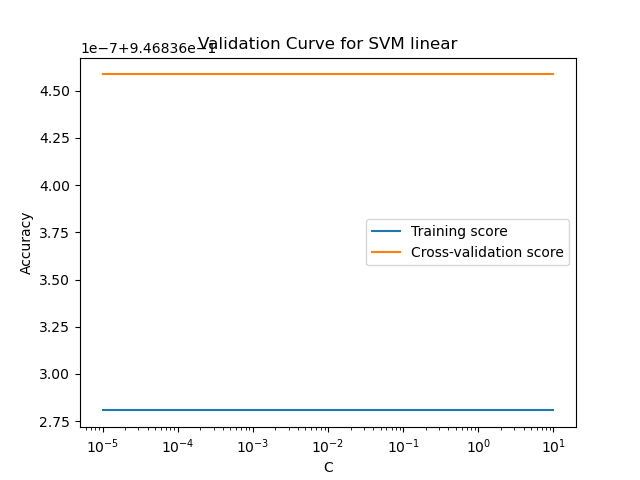 Validation Curve for SVM linear
1e−7+9.46836e−1
4.50
4.25
4.00
3.75
3.50
3.25
3.00
2.75
Accuracy
Training score
Cross-validation score
10⁻⁵ 10⁻⁴ 10⁻³ 10⁻² 10⁻¹ 10⁰ 10¹
C